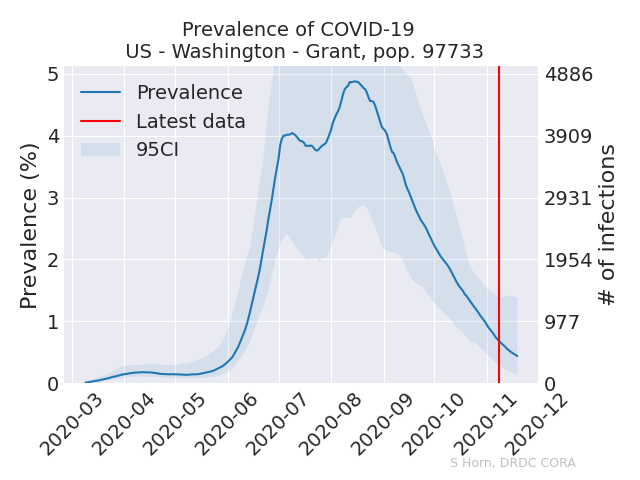 Prevalence of COVID-19
US - Washington - Grant, pop. 97733
Prevalence
Latest data
95CI
Prevalence (%)
5
4
3
2
1
0
4886
3909
2931
1954
977
0
# of infections
2020-03
2020-04
2020-05
2020-06
2020-07
2020-08
2020-09
2020-10
2020-11
2020-12
S Horn, DRDC CORA